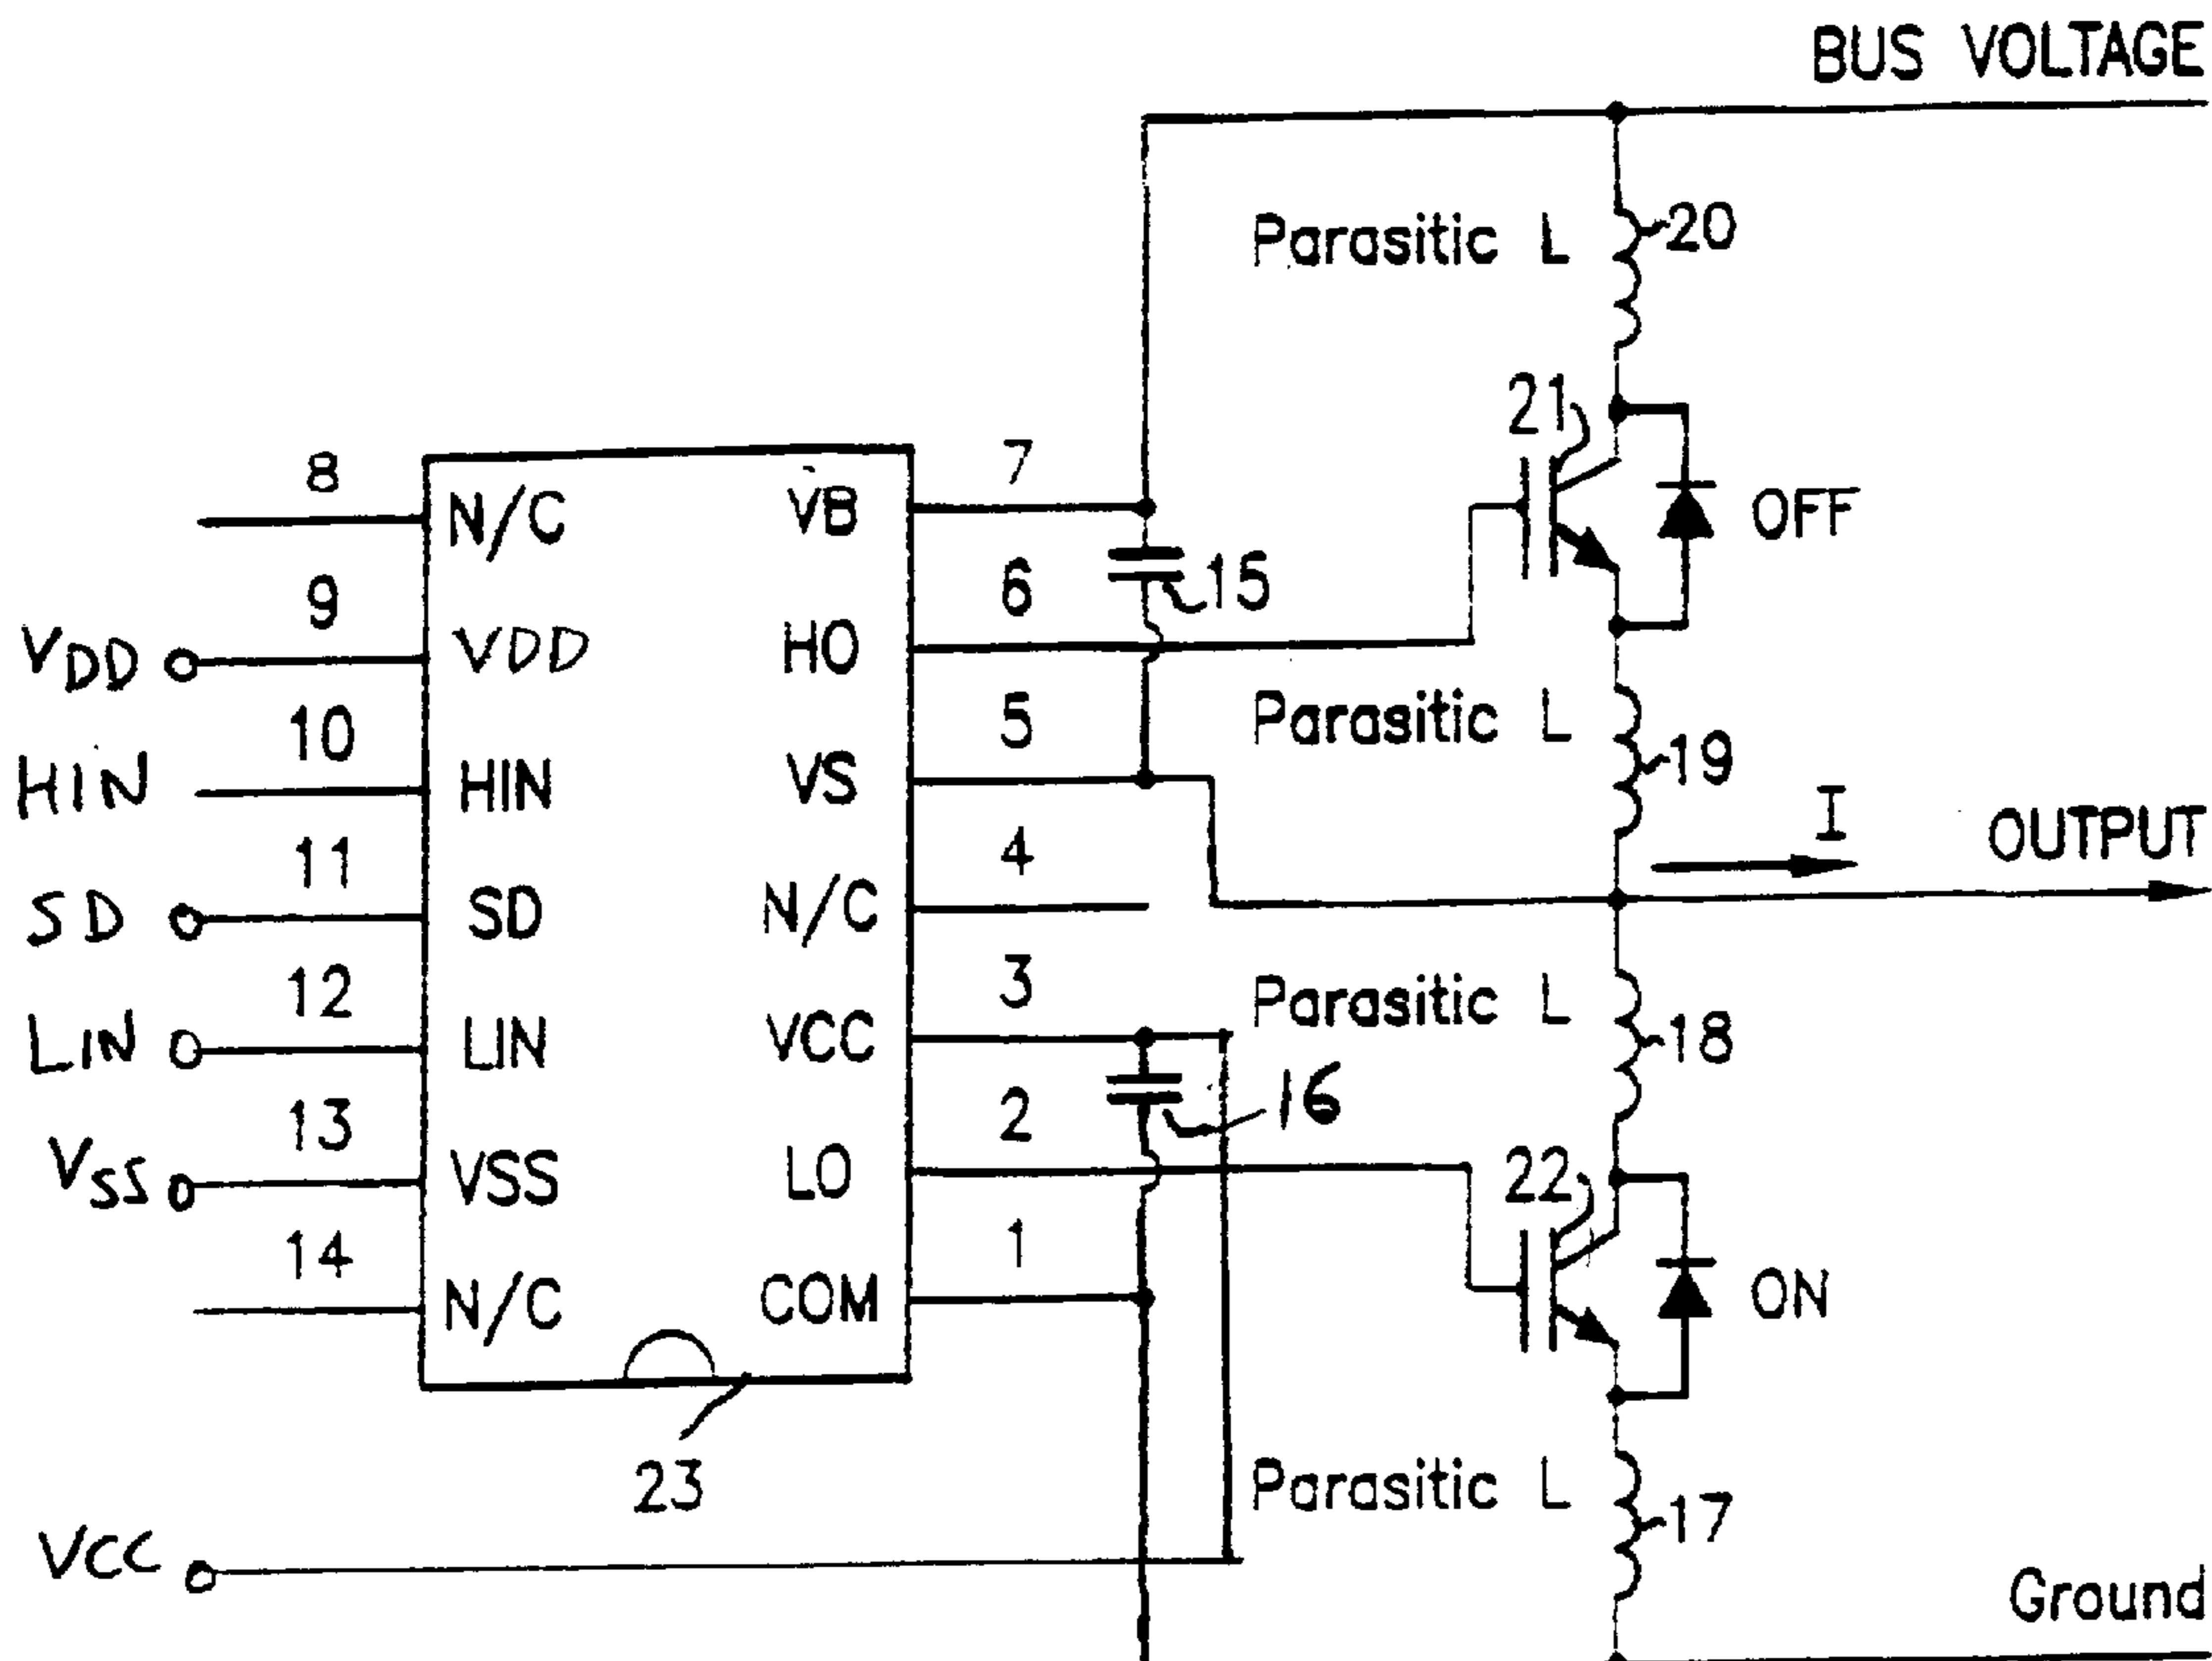 BUS VOLTAGE
Parasitic L
20
21
OFF
8
N/C
VB
7
15
9
VDD
VDD
HO
6
Parasitic L
19
10
HIN
HIN
VS
5
I
OUTPUT
11
SD
SD
N/C
4
Parasitic L
18
12
LIN
LIN
VCC
3
16
13
VSS
VSS
LO
2
22
14
N/C
COM
1
ON
23
Parasitic L
17
VCC
Ground